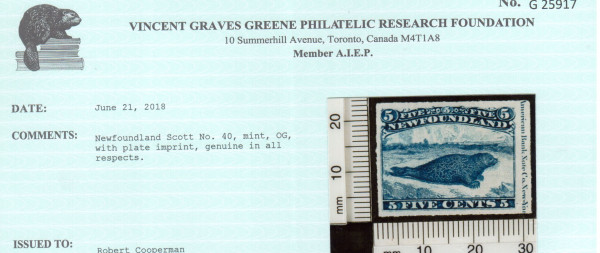 No. G 25917
VINCENT GRAVES GREENE PHILATELIC RESEARCH FOUNDATION
10 Summerhill Avenue, Toronto, Canada M4T1A8
Member A.I.E.P.
DATE: June 21, 2018
COMMENTS: Newfoundland Scott No. 40, mint, OG,
with plate imprint, genuine in all
respects.
ISSUED TO: Robert Cooperman
5 FIVE FIVE 5
NEWFOUNDLAND
5 FIVE CENTS 5
American Bank Note Co. New York
20
10
mm
mm 10 20 30